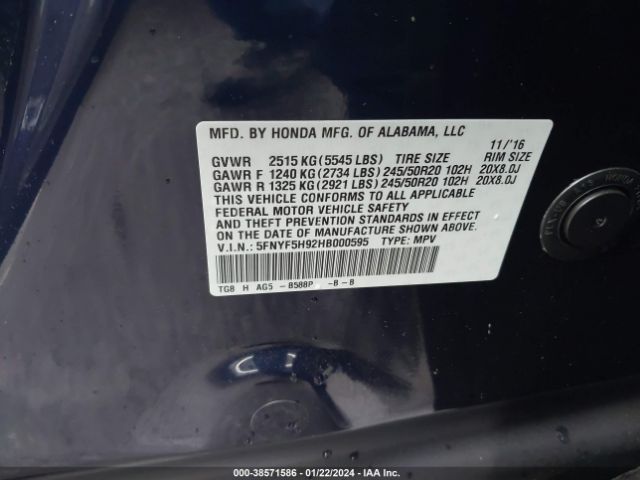 MFD. BY HONDA MFG. OF ALABAMA, LLC 11/'16
GVWR 2515 KG (5545 LBS) TIRE SIZE RIM SIZE
GAWR F 1240 KG (2734 LBS) 245/50R20 102H 20X8.0J
GAWR R 1325 KG (2921 LBS) 245/50R20 102H 20X8.0J
THIS VEHICLE CONFORMS TO ALL APPLICABLE
FEDERAL MOTOR VEHICLE SAFETY
AND THEFT PREVENTION STANDARDS IN EFFECT
ON THE DATE OF MANUFACTURE SHOWN ABOVE.
V.I.N.: 5FNYF5H92HB000595 TYPE: MPV
TG8 H AG5 -B588P -B-B
000-38571586 - 01/22/2024 - IAA Inc.